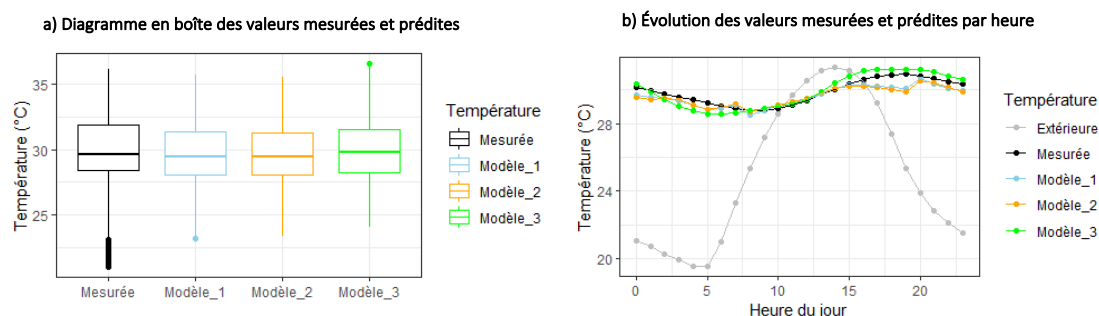 a) Diagramme en boîte des valeurs mesurées et prédites
35
30
25
Température (°C)
Mesurée
Modèle_1
Modèle_2
Modèle_3
Température
Mesurée
Modèle_1
Modèle_2
Modèle_3
b) Évolution des valeurs mesurées et prédites par heure
28
24
20
Température (°C)
0
5
10
15
20
Heure du jour
Température
Extérieure
Mesurée
Modèle_1
Modèle_2
Modèle_3